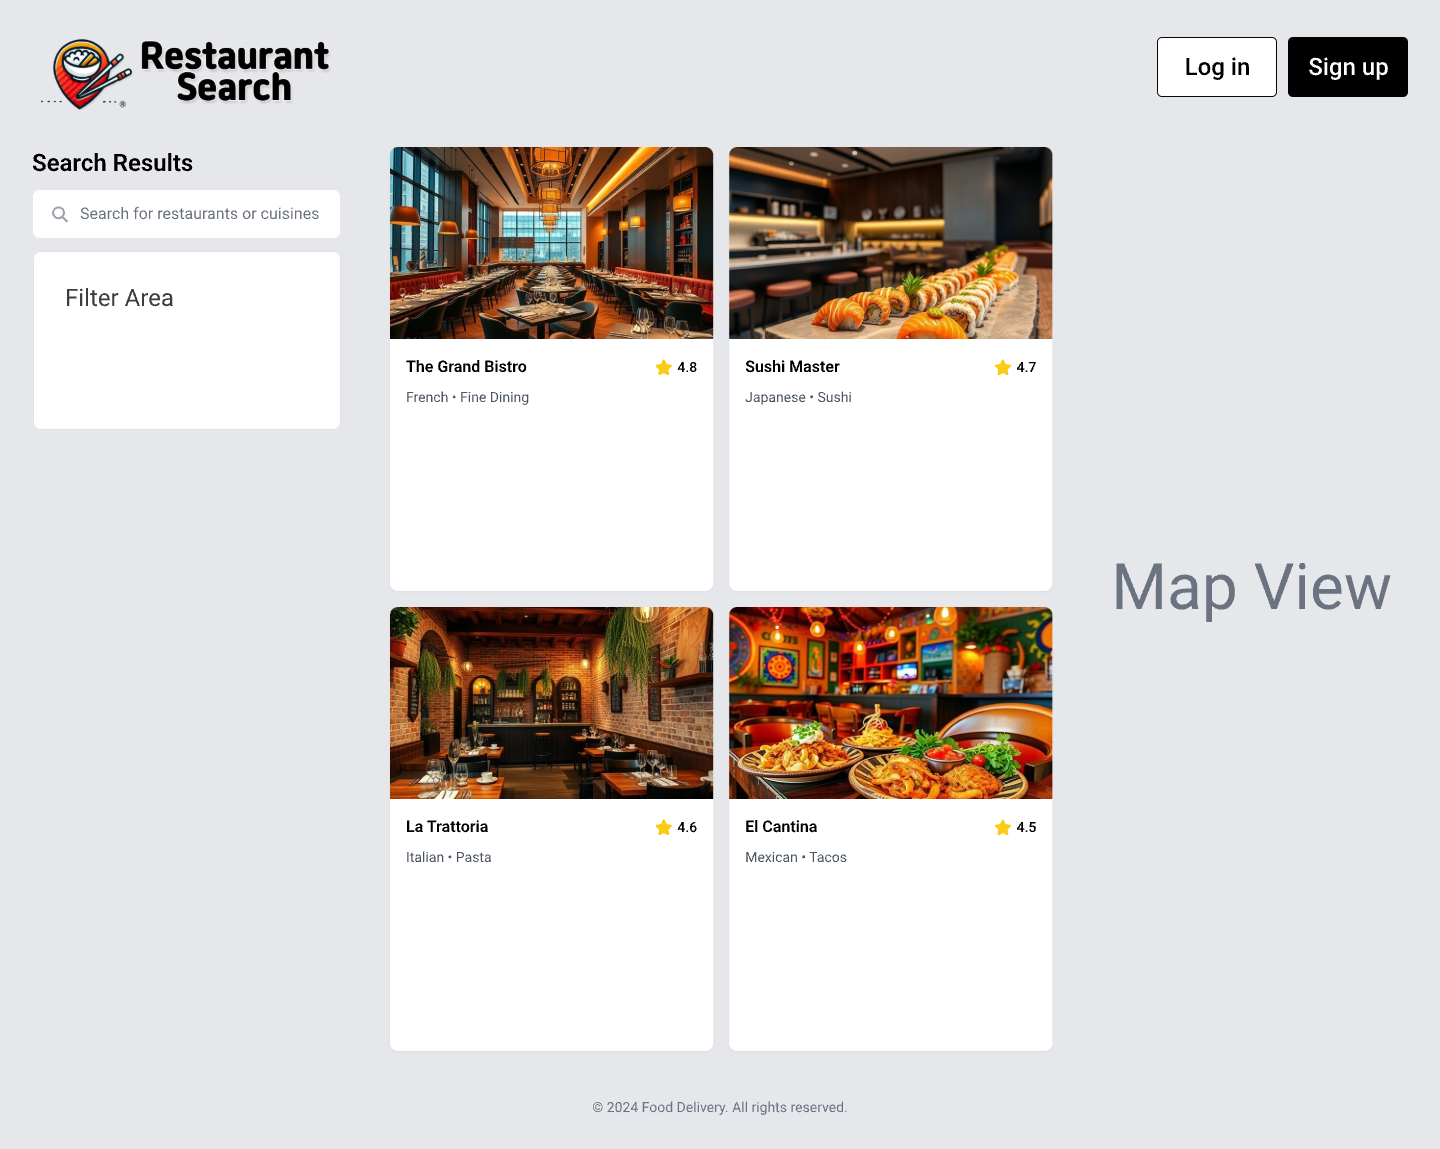 Restaurant
Search
®
Log in
Sign up
Search Results
Search for restaurants or cuisines
Filter Area
The Grand Bistro
4.8
French • Fine Dining
Sushi Master
4.7
Japanese • Sushi
Map View
La Trattoria
4.6
Italian • Pasta
El Cantina
4.5
Mexican • Tacos
© 2024 Food Delivery. All rights reserved.